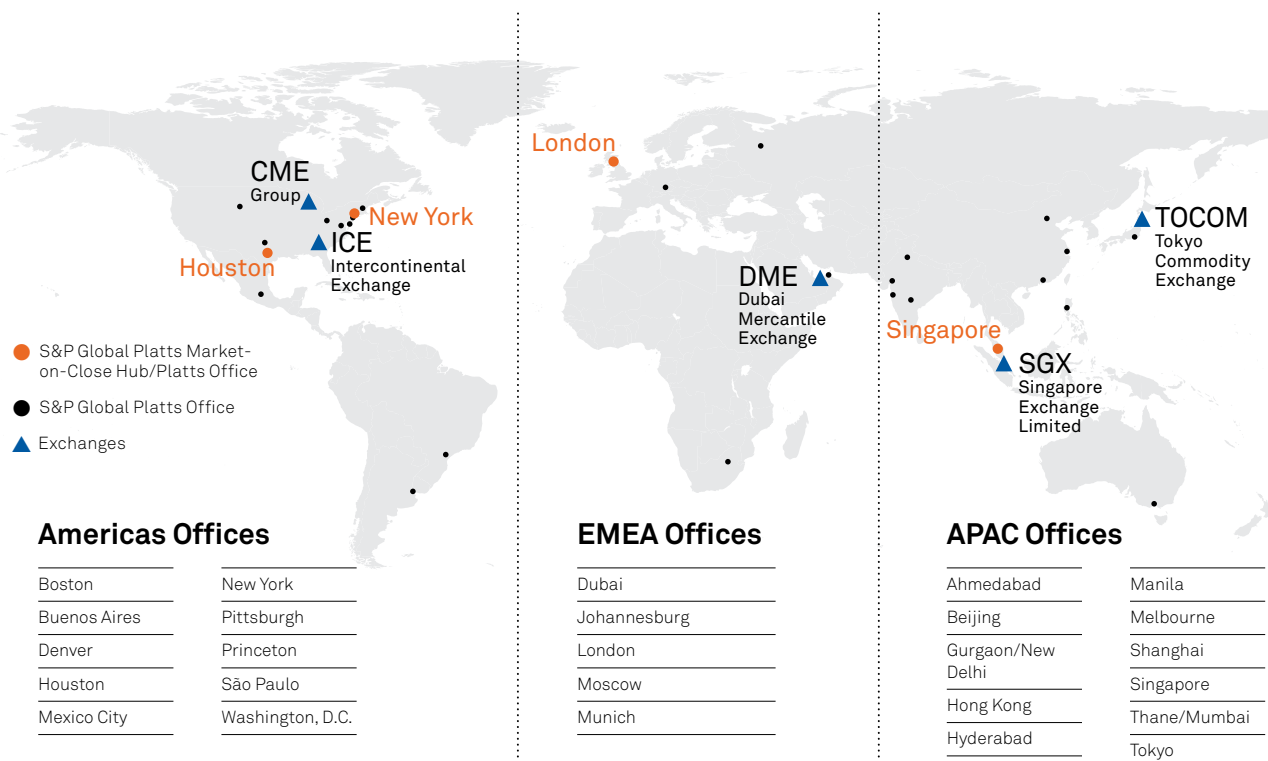 London
CME
Group
New York
ICE
Intercontinental
Exchange
Houston
DME
Dubai
Mercantile
Exchange
TOCOM
Tokyo
Commodity
Exchange
Singapore
SGX
Singapore
Exchange
Limited
S&P Global Platts Market-
on-Close Hub/Platts Office
S&P Global Platts Office
Exchanges
Americas Offices
Boston
Buenos Aires
Denver
Houston
Mexico City
New York
Pittsburgh
Princeton
São Paulo
Washington, D.C.
EMEA Offices
Dubai
Johannesburg
London
Moscow
Munich
APAC Offices
Ahmedabad
Beijing
Gurgaon/New
Delhi
Hong Kong
Hyderabad
Manila
Melbourne
Shanghai
Singapore
Thane/Mumbai
Tokyo